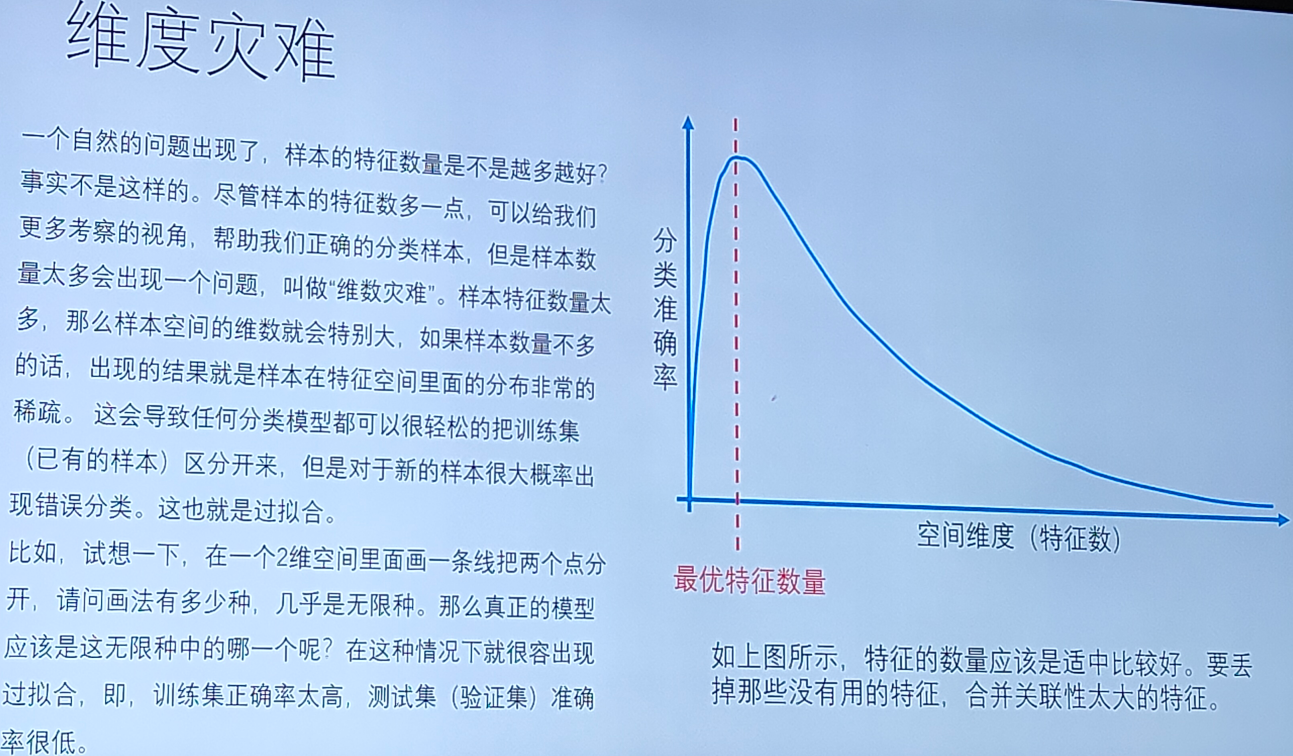 维度灾难
一个自然的问题出现了，样本的特征数量是不是越多越好？
事实不是这样的。尽管样本的特征数多一点，可以给我们
更多考察的视角，帮助我们正确的分类样本，但是样本数
量太多会出现一个问题，叫做“维数灾难”。样本特征数量太
多，那么样本空间的维数就会特别大，如果样本数量不多
的话，出现的结果就是样本在特征空间里面的分布非常的
稀疏。 这会导致任何分类模型都可以很轻松的把训练集
（已有的样本）区分开来，但是对于新的样本很大概率出
现错误分类。这也就是过拟合。
比如，试想一下，在一个2维空间里面画一条线把两个点分
开，请问画法有多少种，几乎是无限种。那么真正的模型
应该是这无限种中的哪一个呢？在这种情况下就很容出现
过拟合，即，训练集正确率太高，测试集（验证集）准确
率很低。
分类准确率
空间维度（特征数）
最优特征数量
如上图所示，特征的数量应该是适中比较好。要丢
掉那些没有用的特征，合并关联性太大的特征。